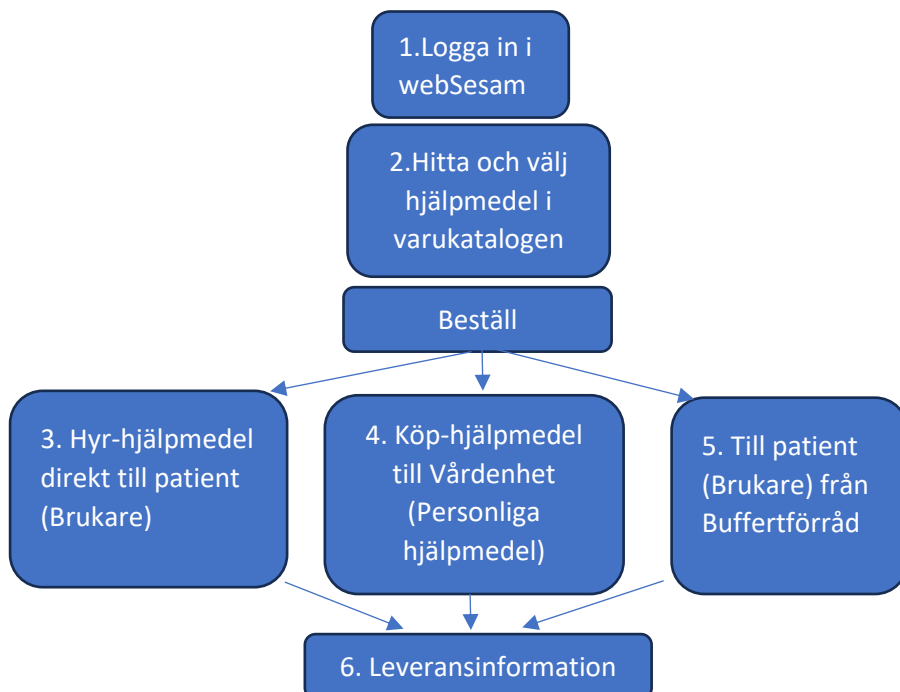 1.Logga in i
webSesam
2.Hitta och välj
hjälpmedel i
varukatalogen
Beställ
3. Hyr-hjälpmedel
direkt till patient
(Brukare)
4. Köp-hjälpmedel
till Vårdenhet
(Personliga
hjälpmedel)
5. Till patient
(Brukare) från
Buffertförråd
6. Leveransinformation